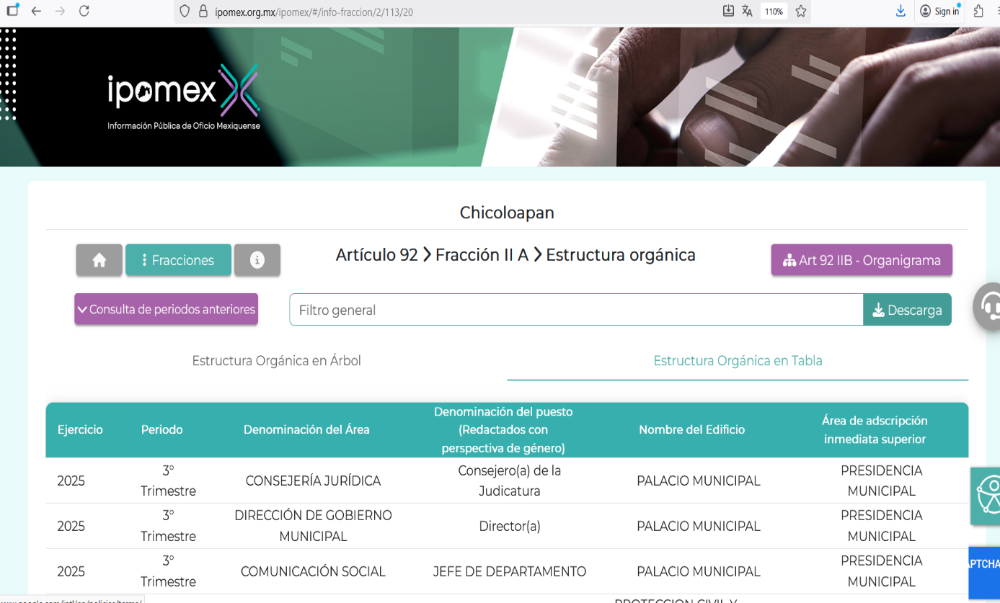 ipomex.org.mx/ipomex/#/info-fraccion/2/113/20
110%
Sign in
ipomex
Información Pública de Oficio Mexiquense
Chicoloapan
Fracciones
Artículo 92 > Fracción II A > Estructura orgánica
Art 92 IIB - Organigrama
Consulta de periodos anteriores
Filtro general
Descarga
Estructura Orgánica en Árbol
Estructura Orgánica en Tabla
Ejercicio
Periodo
Denominación del Área
Denominación del puesto
(Redactados con
perspectiva de género)
Nombre del Edificio
Área de adscripción
inmediata superior
2025
3°
Trimestre
CONSEJERÍA JURÍDICA
Consejero(a) de la
Judicatura
PALACIO MUNICIPAL
PRESIDENCIA
MUNICIPAL
2025
3°
Trimestre
DIRECCIÓN DE GOBIERNO
MUNICIPAL
Director(a)
PALACIO MUNICIPAL
PRESIDENCIA
MUNICIPAL
2025
3°
Trimestre
COMUNICACIÓN SOCIAL
JEFE DE DEPARTAMENTO
PALACIO MUNICIPAL
PRESIDENCIA
MUNICIPAL
PROTECCION CIVIL Y